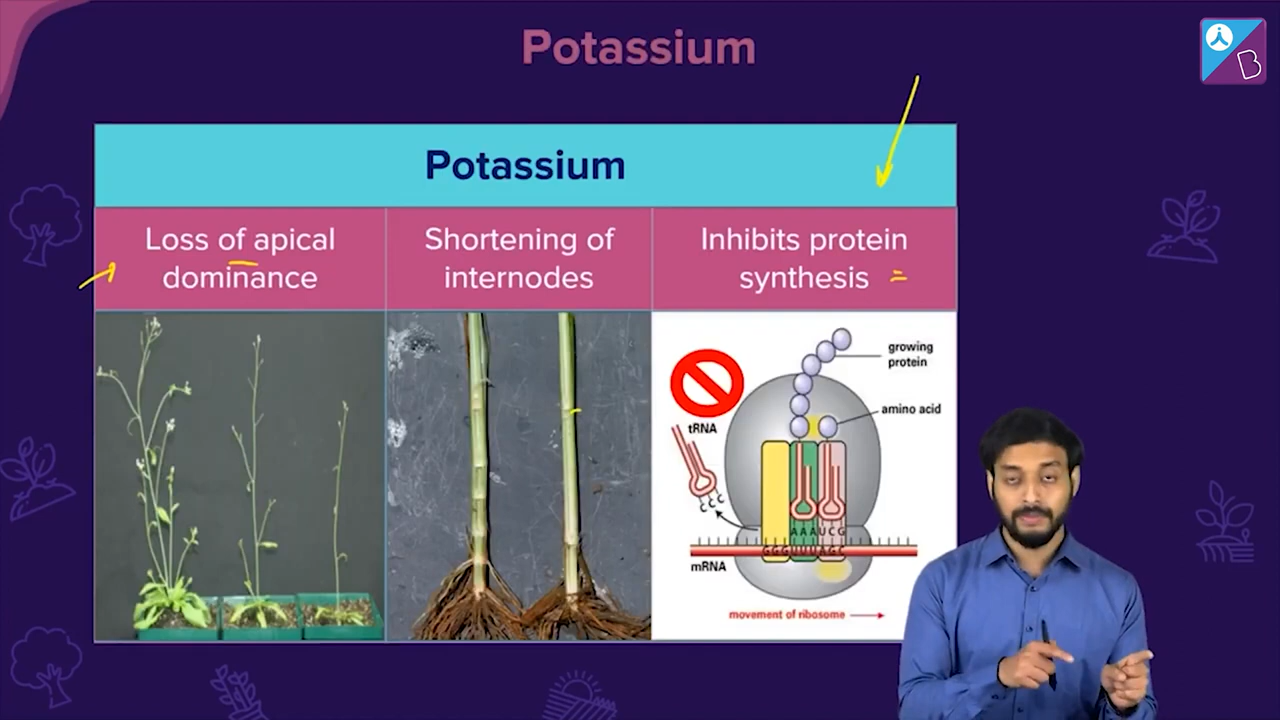 Potassium
B
Potassium
Loss of apical
dominance
Shortening of
internodes
Inhibits protein
synthesis
growing
protein
amino acid
tRNA
C C C
A A A U C G
G G G U U U A G C
mRNA
movement of ribosome